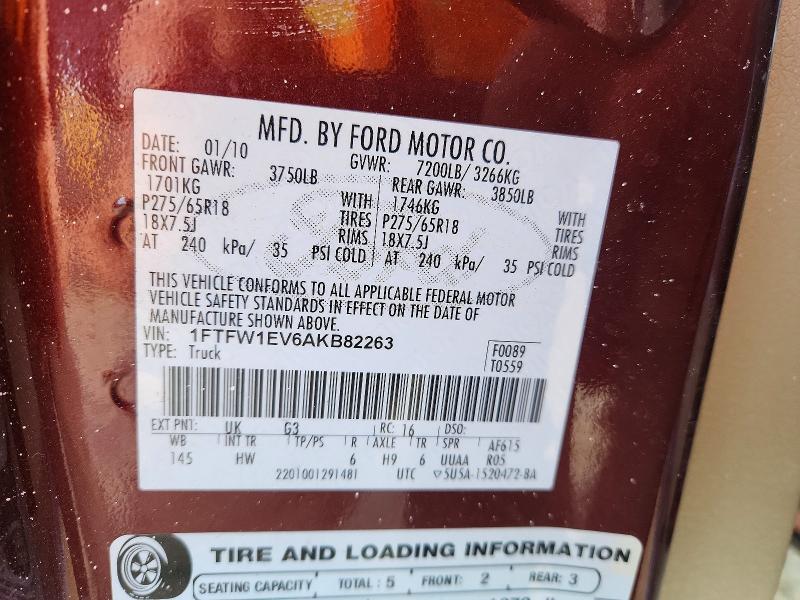 MFD. BY FORD MOTOR CO.
DATE: 01/10 GVWR: 7200LB/ 3266KG
FRONT GAWR: 3750LB REAR GAWR: 3850LB
1701KG WITH 1746KG WITH
P275/65R18 TIRES P275/65R18 TIRES
18X7.5J RIMS 18X7.5J RIMS
AT 240 kPa/ 35 PSI COLD AT 240 kPa/ 35 PSI COLD
THIS VEHICLE CONFORMS TO ALL APPLICABLE FEDERAL MOTOR
VEHICLE SAFETY STANDARDS IN EFFECT ON THE DATE OF
MANUFACTURE SHOWN ABOVE.
VIN: 1FTFW1EV6AKB82263
TYPE: Truck
F0089
T0559
EXT PNT: UK G3 RC: 16 DSO:
WB INT TR TP/PS R AXLE TR SPR AF615
145 HW 6 H9 6 UUAA R05
2201001291481 UTC ▽5U5A-1520472-BA
TIRE AND LOADING INFORMATION
SEATING CAPACITY TOTAL : 5 FRONT: 2 REAR: 3